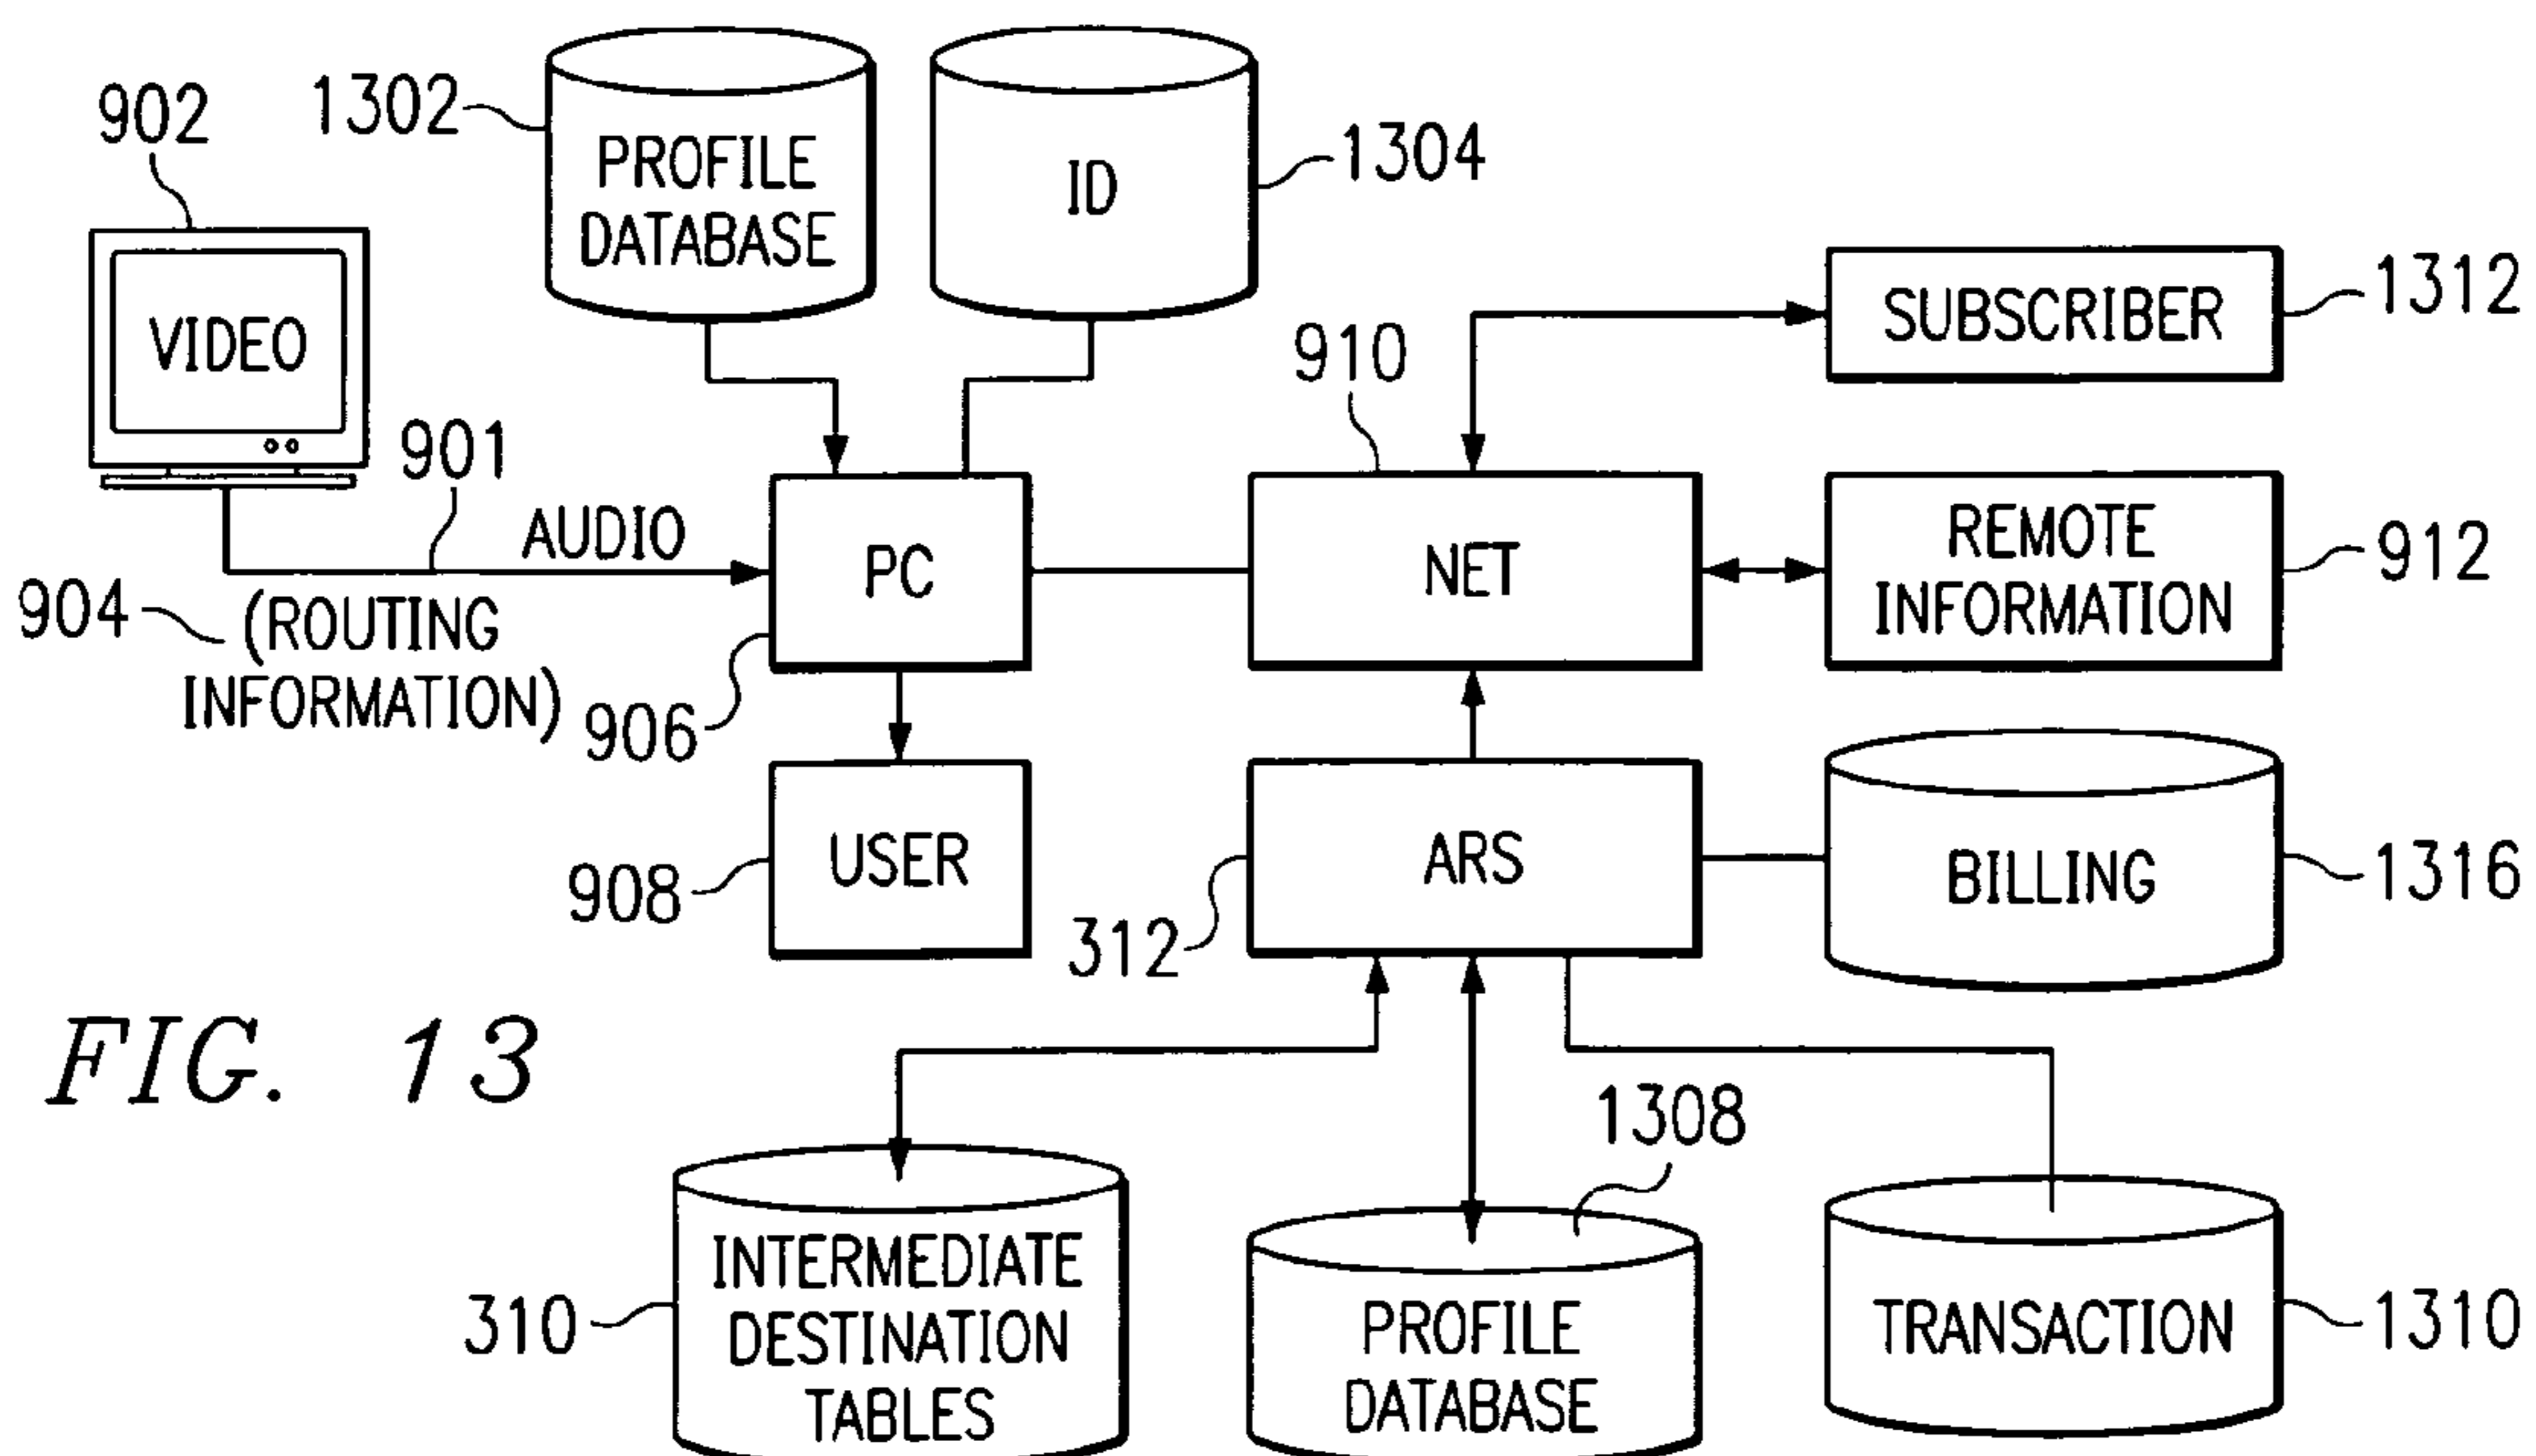 902
1302
PROFILE
DATABASE
ID
1304
VIDEO
901
AUDIO
904
(ROUTING
INFORMATION)
PC
906
910
NET
SUBSCRIBER
1312
REMOTE
INFORMATION
912
USER
908
ARS
312
BILLING
1316
FIG. 13
INTERMEDIATE
DESTINATION
TABLES
310
1308
PROFILE
DATABASE
TRANSACTION
1310